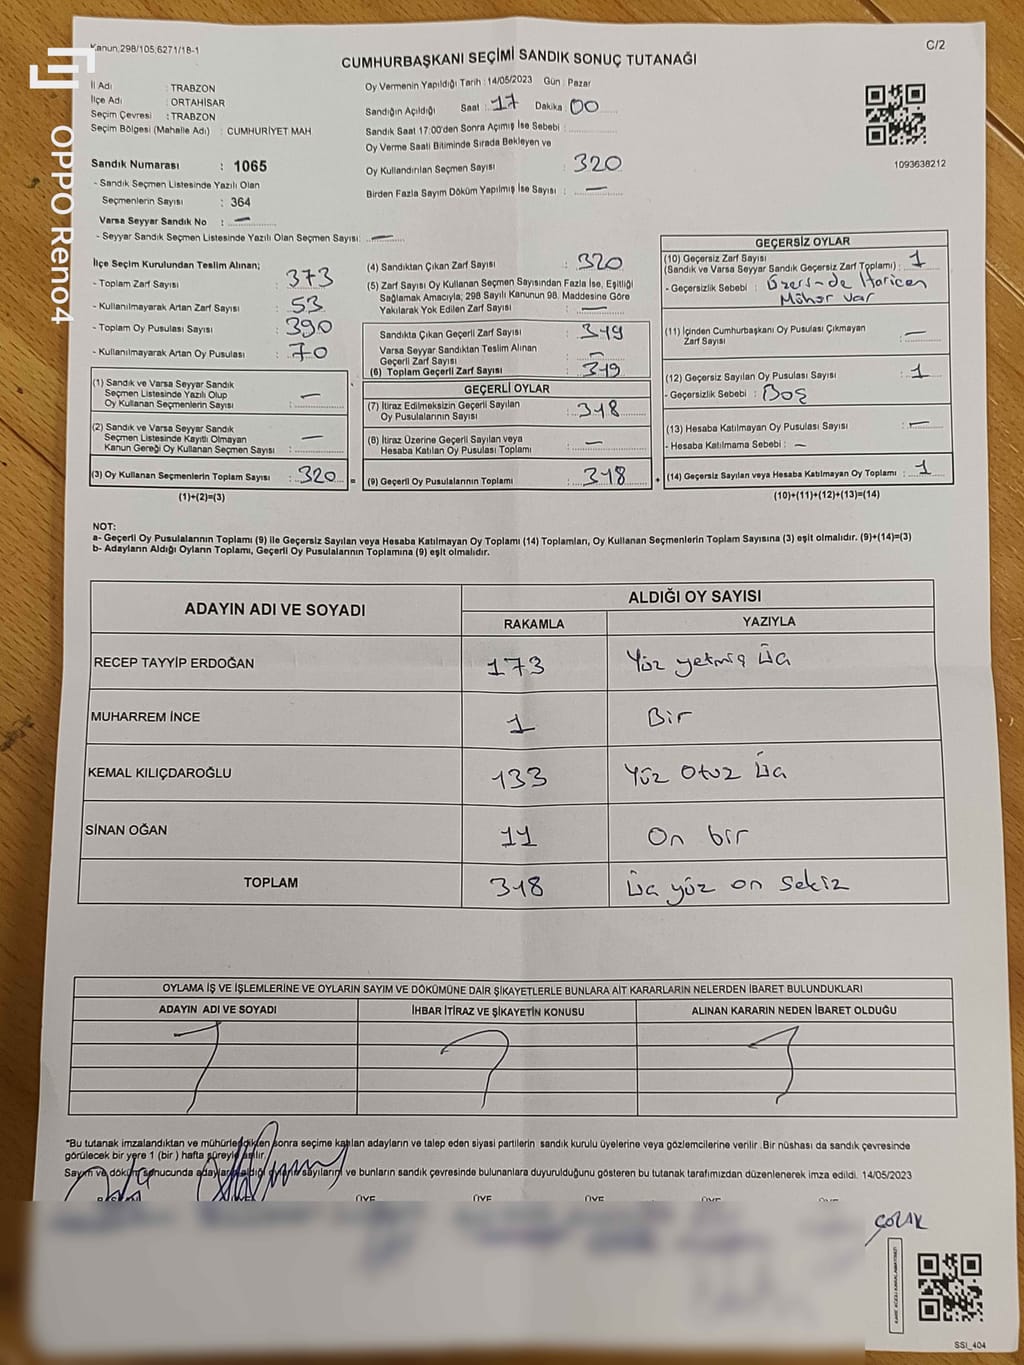 Kanun,298/105,6271/18-1
C/2
CUMHURBAŞKANI SEÇİMİ SANDIK SONUÇ TUTANAĞI
OPPO Reno4
İl Adı : TRABZON
İlçe Adı : ORTAHİSAR
Seçim Çevresi : TRABZON
Seçim Bölgesi (Mahalle Adı) : CUMHURİYET MAH
Sandık Numarası : 1065
- Sandık Seçmen Listesinde Yazılı Olan
Seçmenlerin Sayısı : 364
Varsa Seyyar Sandık No : —
- Seyyar Sandık Seçmen Listesinde Yazılı Olan Seçmen Sayısı: —
Oy Vermenin Yapıldığı Tarih : 14/05/2023 Gün : Pazar
Sandığın Açıldığı Saat : 17 Dakika 00
Sandık Saat 17:00'den Sonra Açımış İse Sebebi :
Oy Verme Saati Bitiminde Sırada Bekleyen ve
Oy Kullandırılan Seçmen Sayısı : 320
Birden Fazla Sayım Döküm Yapılmış İse Sayısı : —
1093638212
İlçe Seçim Kurulundan Teslim Alınan;
- Toplam Zarf Sayısı : 373
- Kullanılmayarak Artan Zarf Sayısı : 53
- Toplam Oy Pusulası Sayısı : 390
- Kullanılmayarak Artan Oy Pusulası : 70
(1) Sandık ve Varsa Seyyar Sandık
Seçmen Listesinde Yazılı Olup
Oy Kullanan Seçmenlerin Sayısı : —
(2) Sandık ve Varsa Seyyar Sandık
Seçmen Listesinde Kayıtlı Olmayan
Kanun Gereği Oy Kullanan Seçmen Sayısı : —
(3) Oy Kullanan Seçmenlerin Toplam Sayısı : 320 =
(1)+(2)=(3)
(4) Sandıktan Çıkan Zarf Sayısı : 320
(5) Zarf Sayısı Oy Kullanan Seçmen Sayısından Fazla İse, Eşitliği
Sağlamak Amacıyla, 298 Sayılı Kanunun 98. Maddesine Göre
Yakılarak Yok Edilen Zarf Sayısı : —
Sandıkta Çıkan Geçerli Zarf Sayısı : 319
Varsa Seyyar Sandıktan Teslim Alınan
Geçerli Zarf Sayısı : —
(6) Toplam Geçerli Zarf Sayısı : 319
GEÇERLİ OYLAR
(7) İtiraz Edilmeksizin Geçerli Sayılan
Oy Pusulalarının Sayısı : 318
(8) İtiraz Üzerine Geçerli Sayılan veya
Hesaba Katılan Oy Pusulası Toplamı : —
(9) Geçerli Oy Pusulalarının Toplamı : 318 +
GEÇERSİZ OYLAR
(10) Geçersiz Zarf Sayısı
(Sandık ve Varsa Seyyar Sandık Geçersiz Zarf Toplamı) : 1
- Geçersizlik Sebebi : Üzerinde Haricen
Mühür var
(11) İçinden Cumhurbaşkanı Oy Pusulası Çıkmayan
Zarf Sayısı : —
(12) Geçersiz Sayılan Oy Pusulası Sayısı : 1
- Geçersizlik Sebebi : Boş
(13) Hesaba Katılmayan Oy Pusulası Sayısı : —
- Hesaba Katılmama Sebebi : —
(14) Geçersiz Sayılan veya Hesaba Katılmayan Oy Toplamı : 1
(10)+(11)+(12)+(13)=(14)
NOT:
a- Geçerli Oy Pusulalarının Toplamı (9) ile Geçersiz Sayılan veya Hesaba Katılmayan Oy Toplamı (14) Toplamları, Oy Kullanan Seçmenlerin Toplam Sayısına (3) eşit olmalıdır. (9)+(14)=(3)
b- Adayların Aldığı Oyların Toplamı, Geçerli Oy Pusulalarının Toplamına (9) eşit olmalıdır.
ADAYIN ADI VE SOYADI ALDIĞI OY SAYISI
RAKAMLA YAZIYLA
RECEP TAYYİP ERDOĞAN 173 Yüz yetmiş üç
MUHARREM İNCE 1 Bir
KEMAL KILIÇDAROĞLU 133 Yüz Otuz Üç
SİNAN OĞAN 11 On bir
TOPLAM 318 Üç yüz on sekiz
OYLAMA İŞ VE İŞLEMLERİNE VE OYLARIN SAYIM VE DÖKÜMÜNE DAİR ŞİKAYETLERLE BUNLARA AİT KARARLARIN NELERDEN İBARET BULUNDUKLARI
ADAYIN ADI VE SOYADI İHBAR İTİRAZ VE ŞİKAYETİN KONUSU ALINAN KARARIN NEDEN İBARET OLDUĞU
"Bu tutanak imzalandıktan ve mühürlendikten sonra seçime katılan adayların ve talep eden siyasi partilerin sandık kurulu üyelerine veya gözlemcilerine verilir .Bir nüshası da sandık çevresinde
görülecek bir yere 1 (bir ) hafta süreyle asılır.
Sayım ve döküm sonucunda adayların aldığı oyların sayılarını ve bunların sandık çevresinde bulunanlara duyurulduğunu gösteren bu tutanak tarafımızdan düzenlenerek imza edildi. 14/05/2023
ÜYE ÜYE ÜYE ÜYE
ÇOLAK
SSİ_404